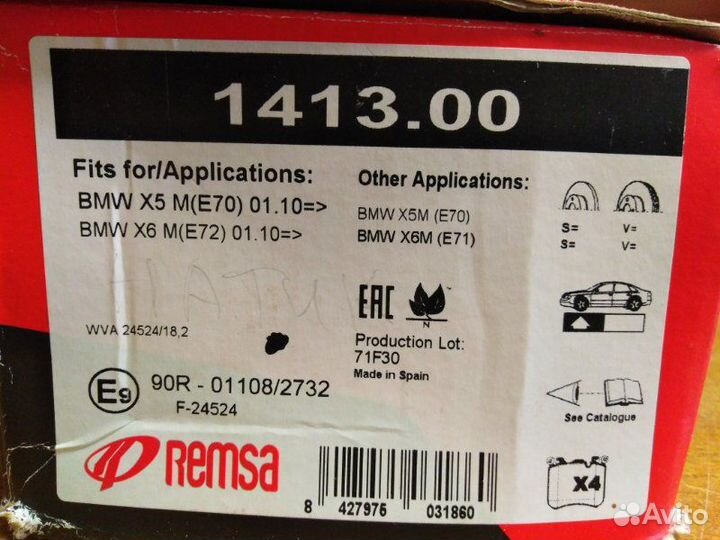 1413.00
Fits for/Applications:
BMW X5 M(E70) 01.10=>
BMW X6 M(E72) 01.10=>
Other Applications:
BMW X5M (E70)
BMW X6M (E71)
S= V=
S= V=
WVA 24524/18,2
EAC
N
Production Lot:
71F30
Made in Spain
E9
90R - 01108/2732
F-24524
See Catalogue
Remsa
X4
8 427975 031860
Avito